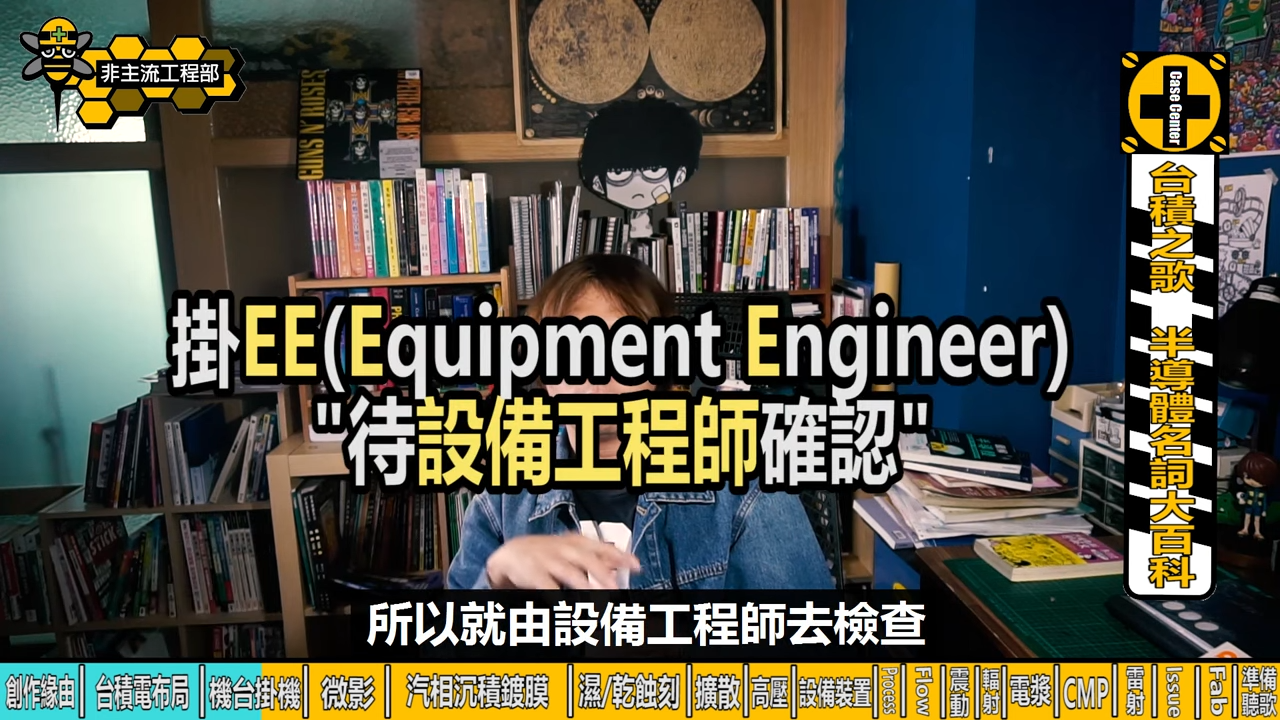 非主流工程部
GUNS N' ROSES
Case Center
台積之歌 半導體名詞大百科
掛EE(Equipment Engineer)
"待設備工程師確認"
所以就由設備工程師去檢查
創作緣由
台積電布局
機台掛機
微影
汽相沉積鍍膜
濕/乾蝕刻
擴散
高壓
設備裝置
Process
Flow
震動
輻射
電漿
CMP
雷射
Issue
Fab
準備聽歌